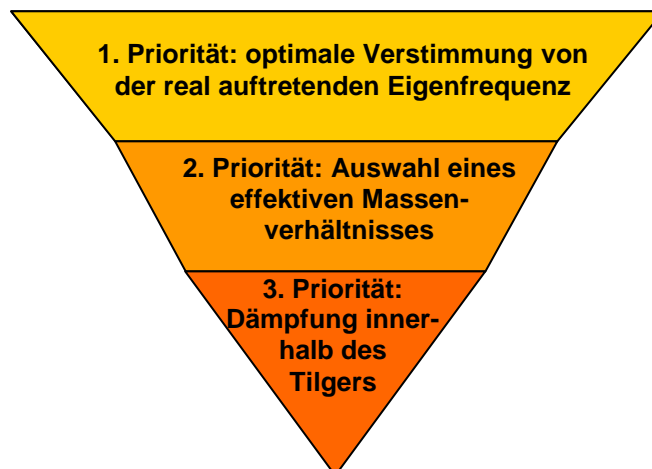 1. Priorität: optimale Verstimmung von
der real auftretenden Eigenfrequenz
2. Priorität: Auswahl eines
effektiven Massen-
verhältnisses
3. Priorität:
Dämpfung inner-
halb des
Tilgers